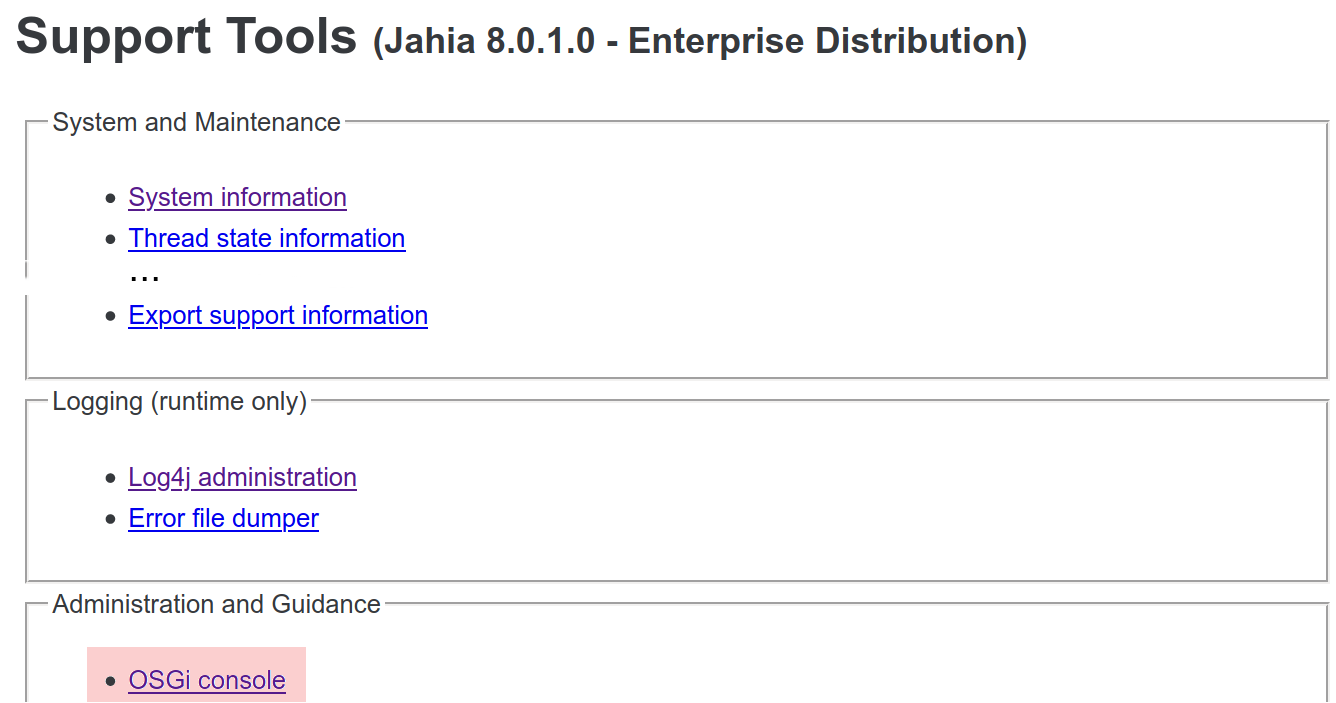 Support Tools (Jahia 8.0.1.0 - Enterprise Distribution)
System and Maintenance
System information
Thread state information
...
Export support information
Logging (runtime only)
Log4j administration
Error file dumper
Administration and Guidance
OSGi console